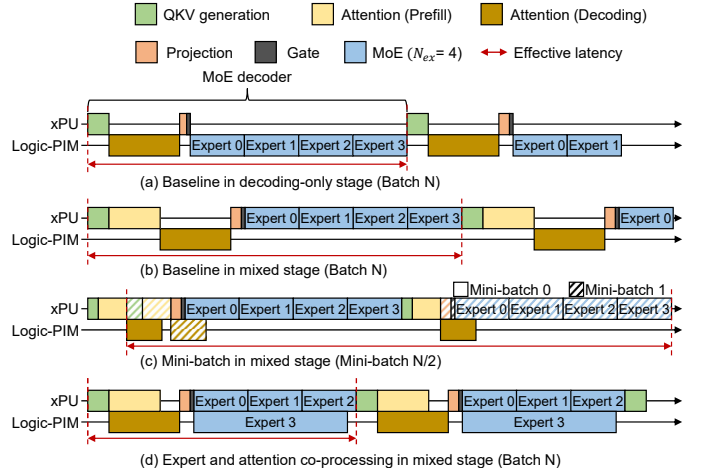 QKV generation Attention (Prefill) Attention (Decoding)
Projection Gate MoE (N_ex= 4) Effective latency
MoE decoder
xPU
Logic-PIM Expert 0 Expert 1 Expert 2 Expert 3 Expert 0 Expert 1
(a) Baseline in decoding-only stage (Batch N)
xPU Expert 0 Expert 1 Expert 2 Expert 3 Expert 0
Logic-PIM
(b) Baseline in mixed stage (Batch N)
Mini-batch 0 Mini-batch 1
xPU Expert 0 Expert 1 Expert 2 Expert 3 Expert 0 Expert 1 Expert 2 Expert 3
Logic-PIM
(c) Mini-batch in mixed stage (Mini-batch N/2)
xPU Expert 0 Expert 1 Expert 2 Expert 0 Expert 1 Expert 2
Logic-PIM Expert 3 Expert 3
(d) Expert and attention co-processing in mixed stage (Batch N)